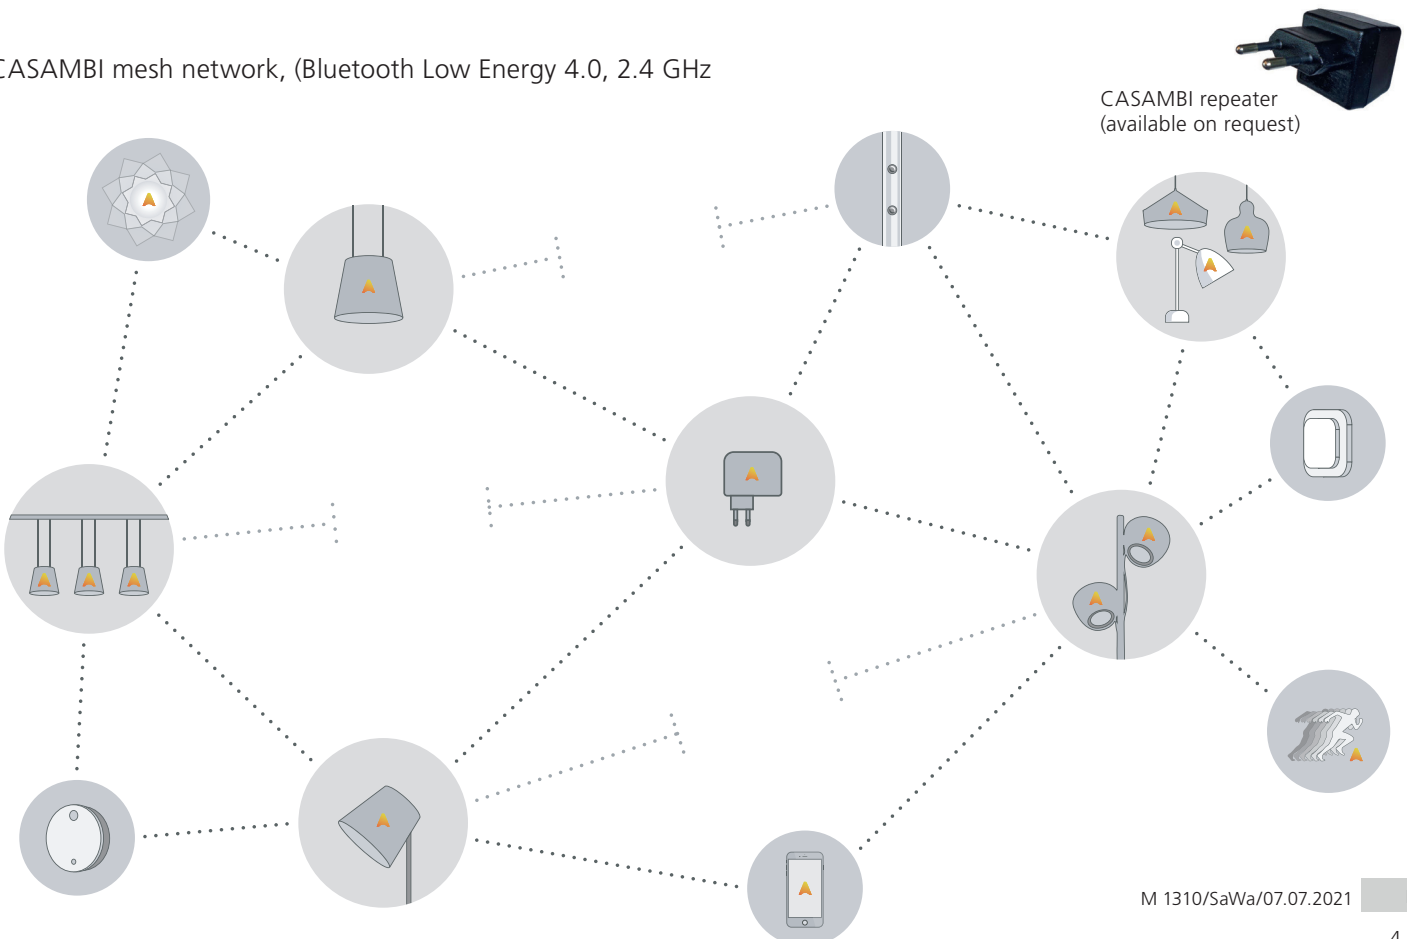 CASAMBI mesh network, (Bluetooth Low Energy 4.0, 2.4 GHz
CASAMBI repeater
(available on request)
M 1310/SaWa/07.07.2021
4